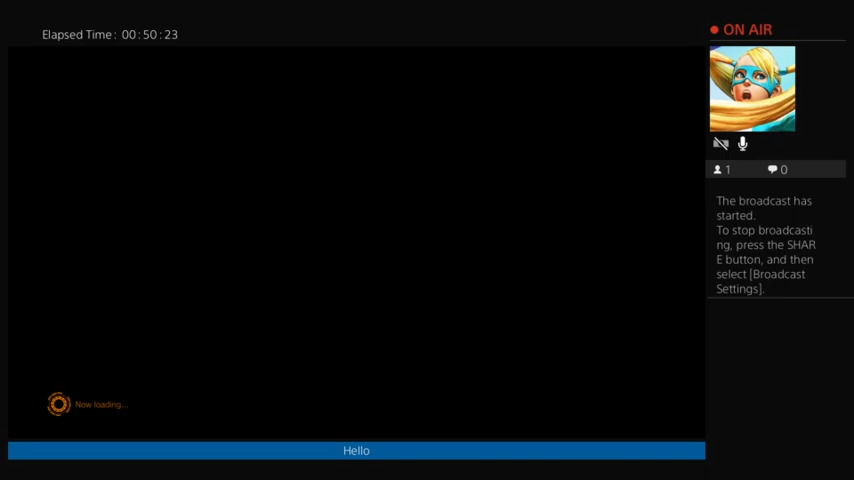 Elapsed Time: 00:50:23
ON AIR
1 0
The broadcast has
started.
To stop broadcasti
ng, press the SHAR
E button, and then
select [Broadcast
Settings].
Now loading...
Hello